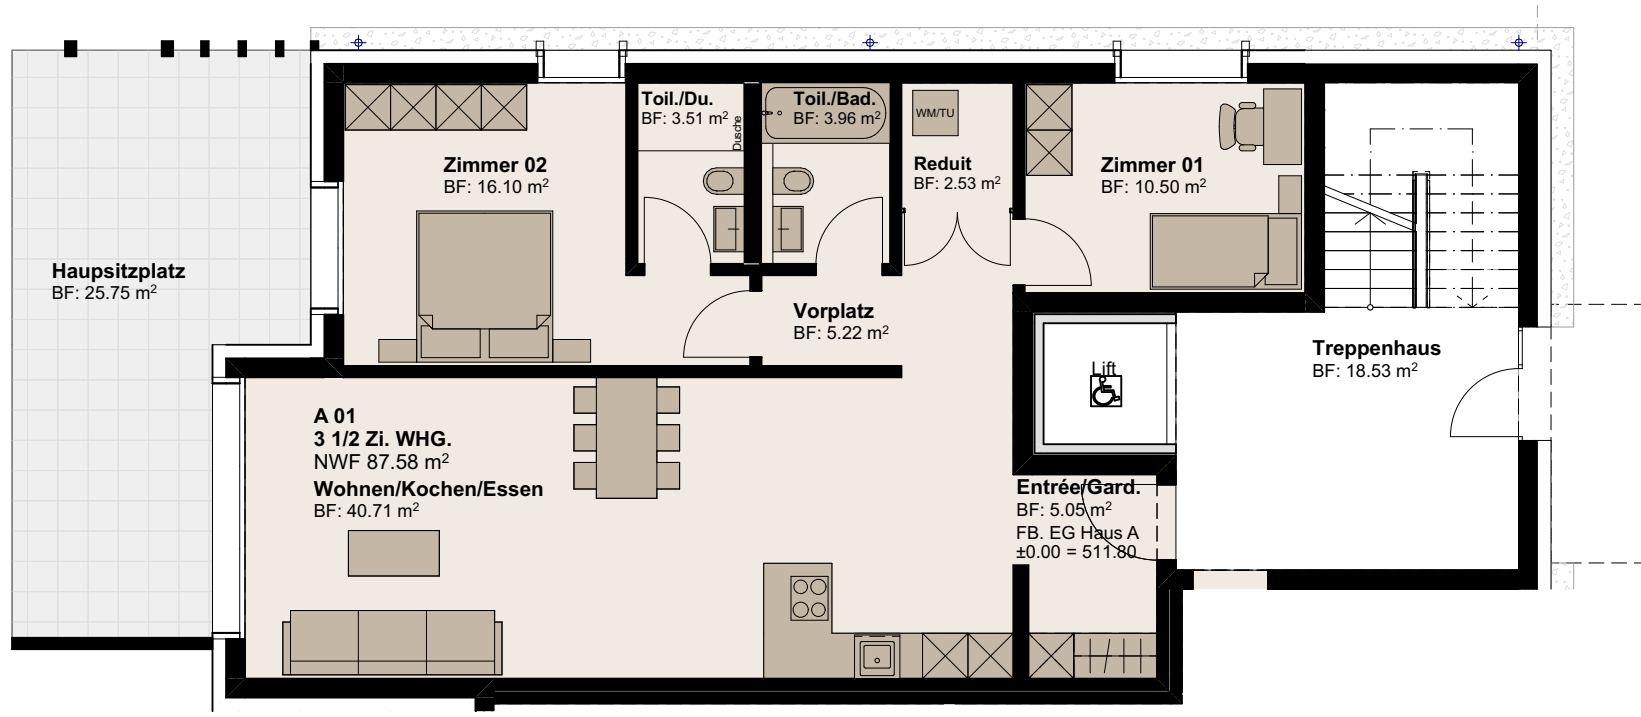 Toil./Du.
BF: 3.51 m²
Dusche
Toil./Bad.
BF: 3.96 m²
WM/TU
Zimmer 02
BF: 16.10 m²
Reduit
BF: 2.53 m²
Zimmer 01
BF: 10.50 m²
Haupsitzplatz
BF: 25.75 m²
Vorplatz
BF: 5.22 m²
Treppenhaus
BF: 18.53 m²
Lift
A 01
3 1/2 Zi. WHG.
NWF 87.58 m²
Wohnen/Kochen/Essen
BF: 40.71 m²
Entrée/Gard.
BF: 5.05 m²
FB. EG Haus A
±0.00 = 511.80